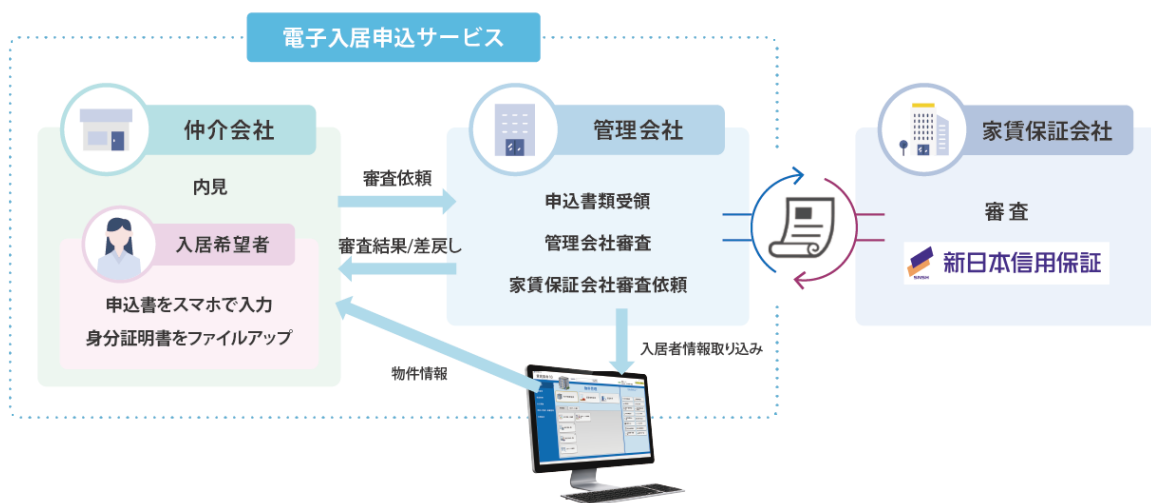 電子入居申込サービス
仲介会社
内見
入居希望者
申込書をスマホで入力
身分証明書をファイルアップ
審査依頼
審査結果/差戻し
物件情報
管理会社
申込書類受領
管理会社審査
家賃保証会社審査依頼
入居者情報取り込み
家賃保証会社
審査
新日本信用保証